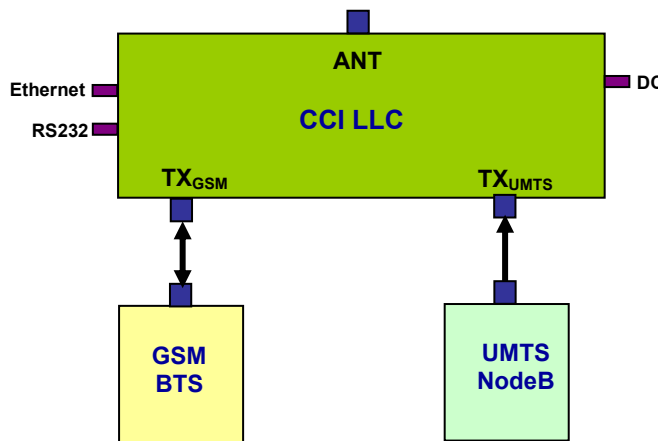 ANT
Ethernet
DC
CCI LLC
RS232
TXGSM
TXUMTS
GSM
BTS
UMTS
NodeB